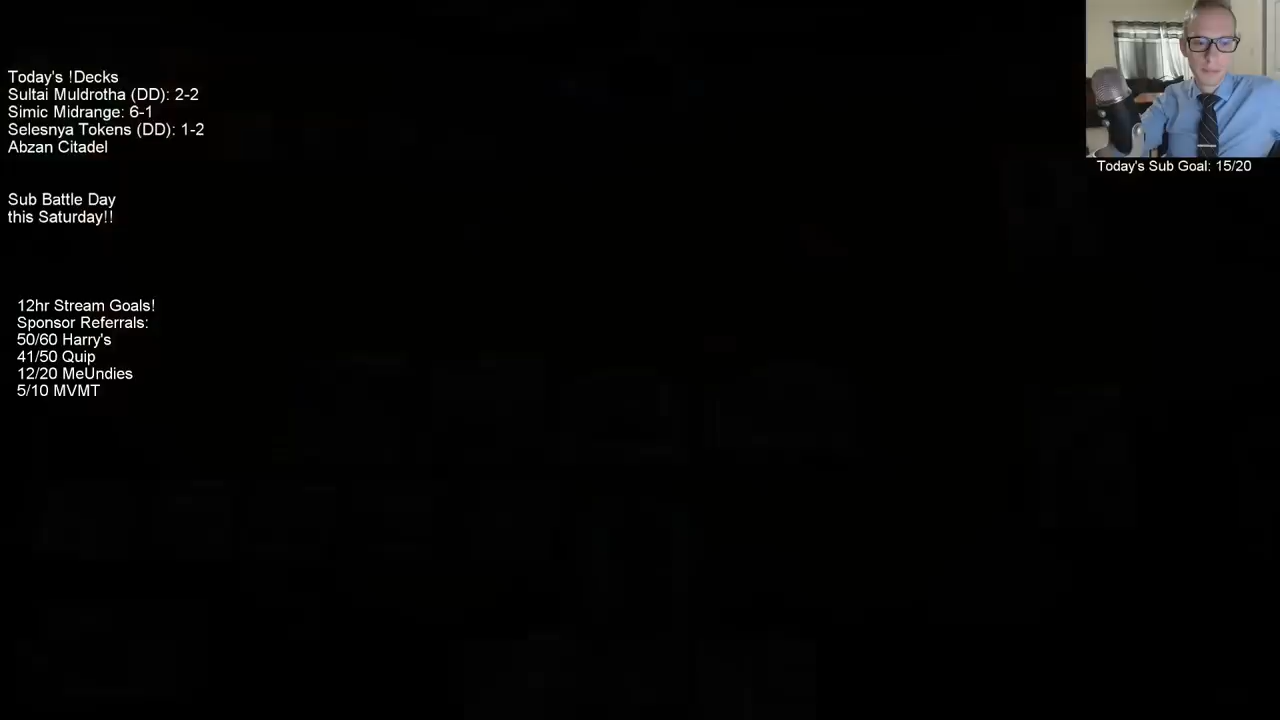 Today's !Decks
Sultai Muldrotha (DD): 2-2
Simic Midrange: 6-1
Selesnya Tokens (DD): 1-2
Abzan Citadel
Sub Battle Day
this Saturday!!
12hr Stream Goals!
Sponsor Referrals:
50/60 Harry's
41/50 Quip
12/20 MeUndies
5/10 MVMT
Today's Sub Goal: 15/20